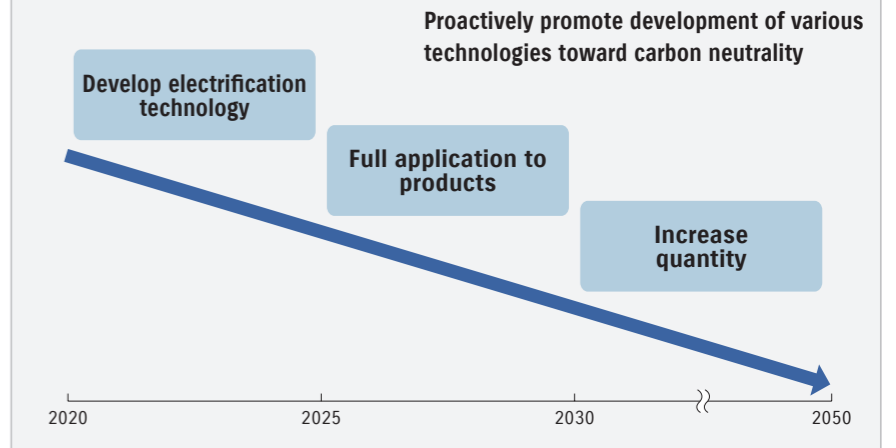 Proactively promote development of various
technologies toward carbon neutrality
Develop electrification
technology
Full application to
products
Increase
quantity
2020
2025
2030
2050